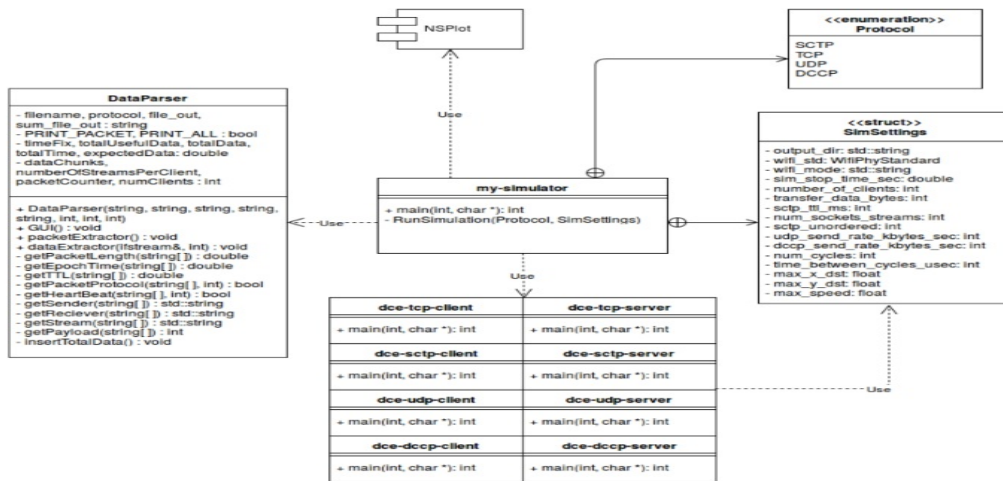 NSPlot
<<enumeration>>
Protocol
SCTP
TCP
UDP
DCCP
Use
DataParser
- filename, protocol, file_out,
sum_file_out : string
- PRINT_PACKET, PRINT_ALL : bool
- timeFix, totalUsefulData, totalData,
totalTime, expectedData: double
- dataChunks,
numberOfStreamsPerClient,
packetCounter, numClients : int
+ DataParser(string, string, string, string,
string, int, int, int)
+ GUI() : void
+ packetExtractor() : void
+ dataExtractor(ifstream&, int) : void
- getPacketLength(string[ ]) : double
- getEpochTime(string[ ]) : double
- getTTL(string[ ]) : double
- getPacketProtocol(string[ ], int) : bool
- getHeartBeat(string[ ], int) : bool
- getSender(string[ ]) : std::string
- getReciever(string[ ]) : std::string
- getStream(string[ ]) : std::string
- getPayload(string[ ]) : int
- insertTotalData() : void
Use
my-simulator
+ main(int, char *): int
- RunSimulation(Protocol, SimSettings)
<<struct>>
SimSettings
- output_dir: std::string
- wifi_std: WifiPhyStandard
- wifi_mode: std::string
- sim_stop_time_sec: double
- number_of_clients: int
- transfer_data_bytes: int
- sctp_ttl_ms: int
- num_sockets_streams: int
- sctp_unordered: int
- udp_send_rate_kbytes_sec: int
- dccp_send_rate_kbytes_sec: int
- num_cycles: int
- time_between_cycles_usec: int
- max_x_dst: float
- max_y_dst: float
- max_speed: float
Use
dce-tcp-client
+ main(int, char *): int
dce-tcp-server
+ main(int, char *): int
dce-sctp-client
+ main(int, char *): int
dce-sctp-server
+ main(int, char *): int
dce-udp-client
+ main(int, char *): int
dce-udp-server
+ main(int, char *): int
dce-dccp-client
+ main(int, char *): int
dce-dccp-server
+ main(int, char *): int
Use